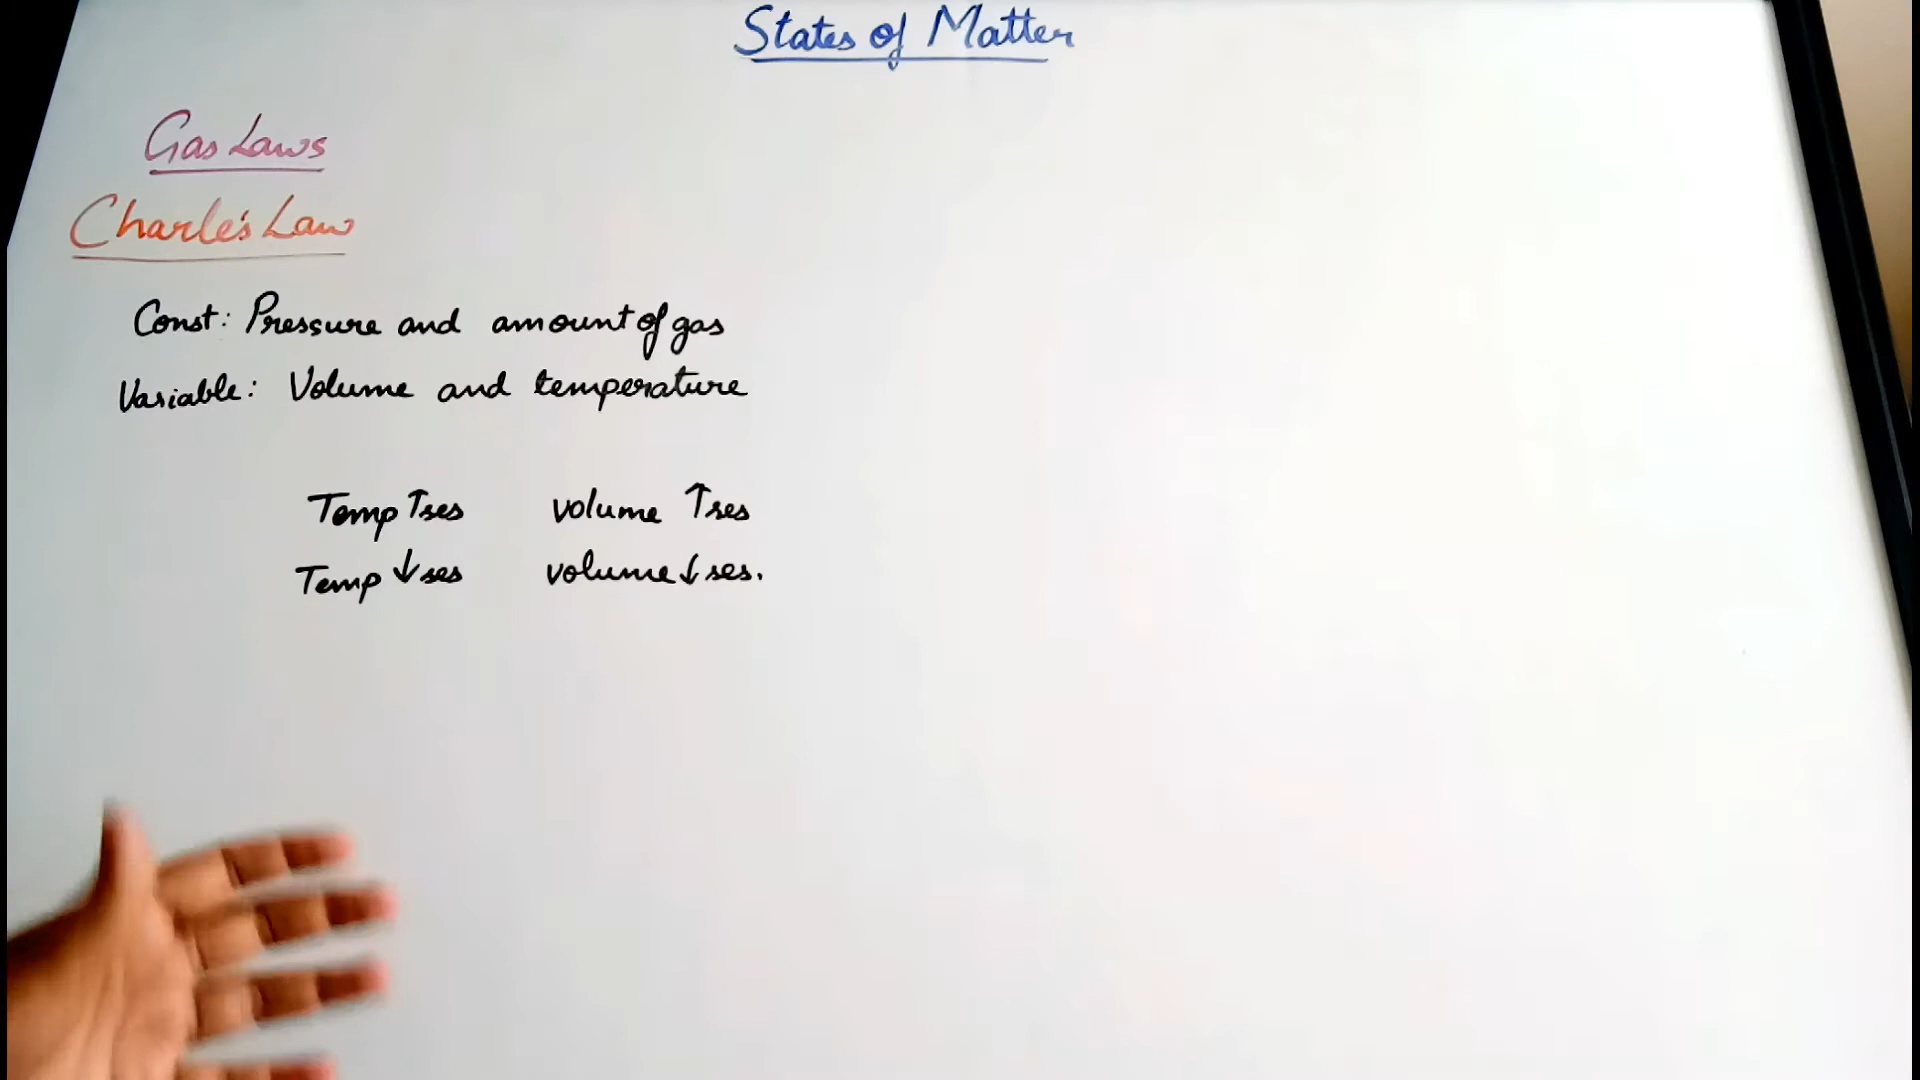 States of Matter
Gas Laws
Charle's Law
Const: Pressure and amount of gas
Variable: Volume and temperature
Temp ↑ses volume ↑ses
Temp ↓ses volume ↓ses.